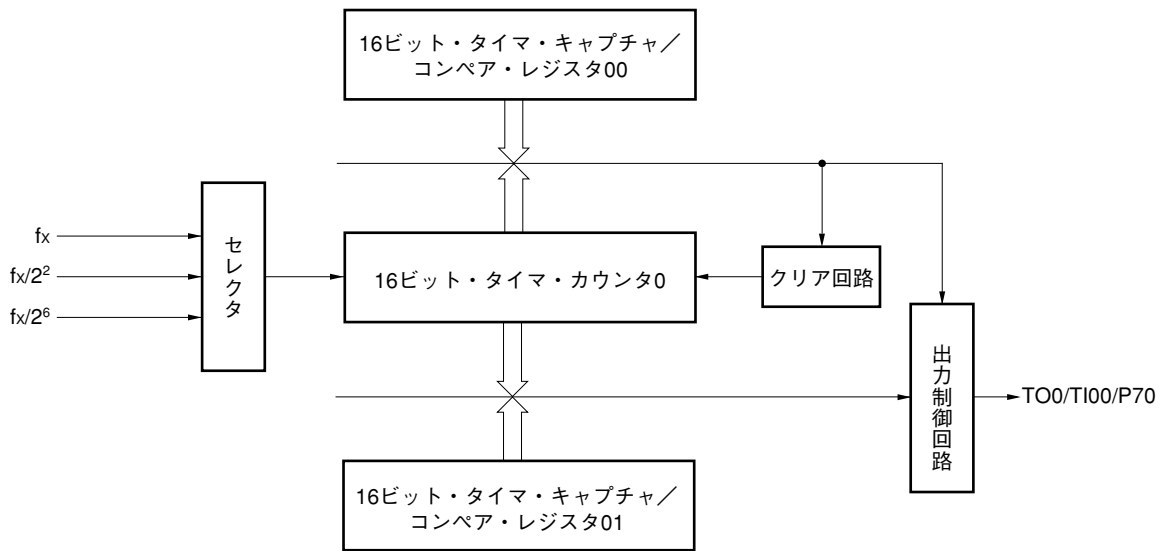 16ビット・タイマ・キャプチャ／
コンペア・レジスタ00
fx
fx/2²
fx/2⁶
セレクタ
16ビット・タイマ・カウンタ0
クリア回路
出力制御回路
TO0/TI00/P70
16ビット・タイマ・キャプチャ／
コンペア・レジスタ01